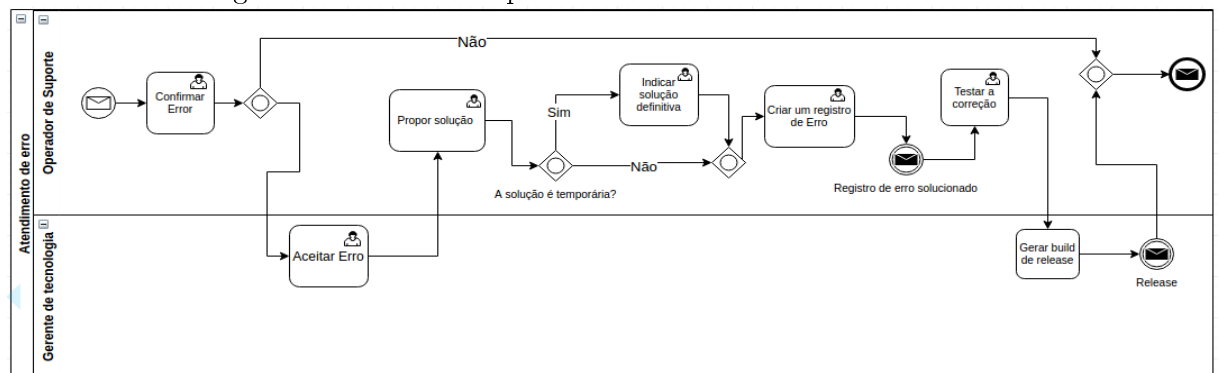 Atendimento de erro
Operador de Suporte
Gerente de tecnologia
Confirmar
Error
Não
Aceitar Erro
Propor solução
A solução é temporária?
Sim
Não
Indicar
solução
definitiva
Criar um registro
de Erro
Registro de erro solucionado
Testar a
correção
Gerar build
de release
Release